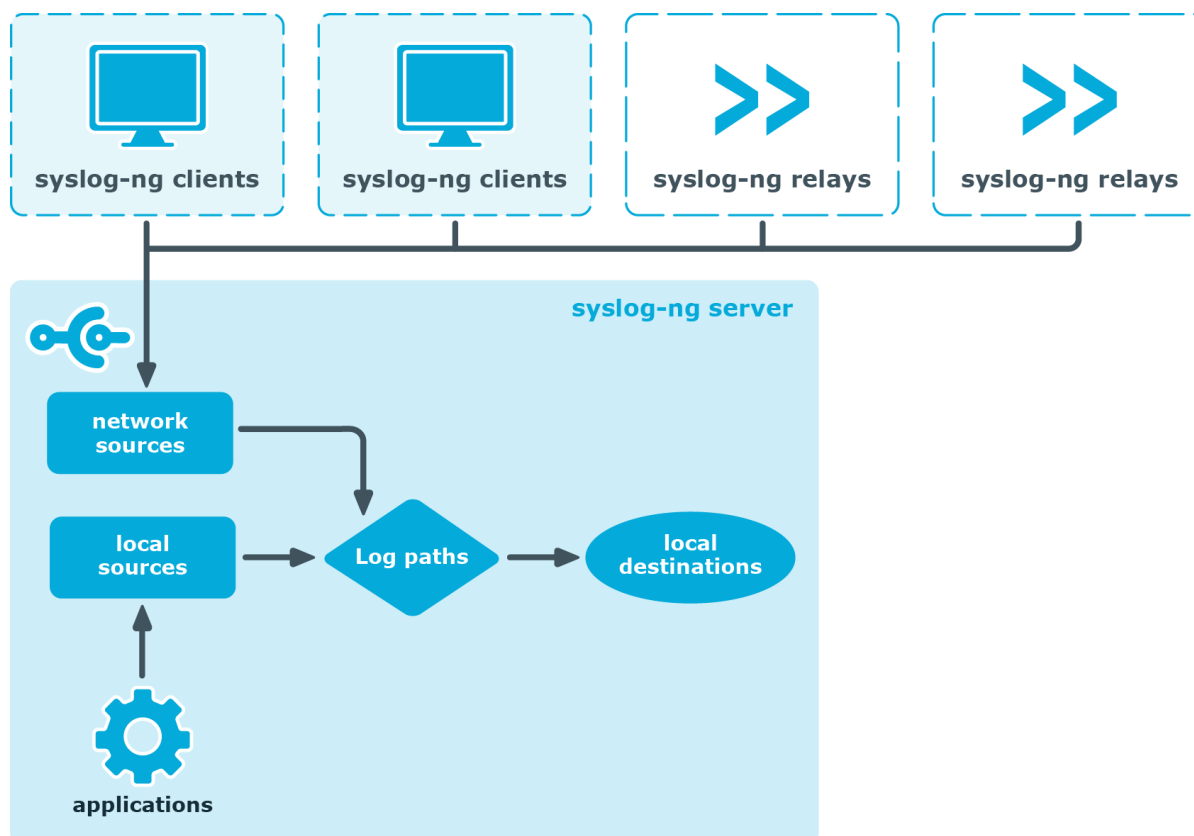 syslog-ng clients
syslog-ng clients
syslog-ng relays
syslog-ng relays
syslog-ng server
network
sources
local
sources
Log paths
local
destinations
applications